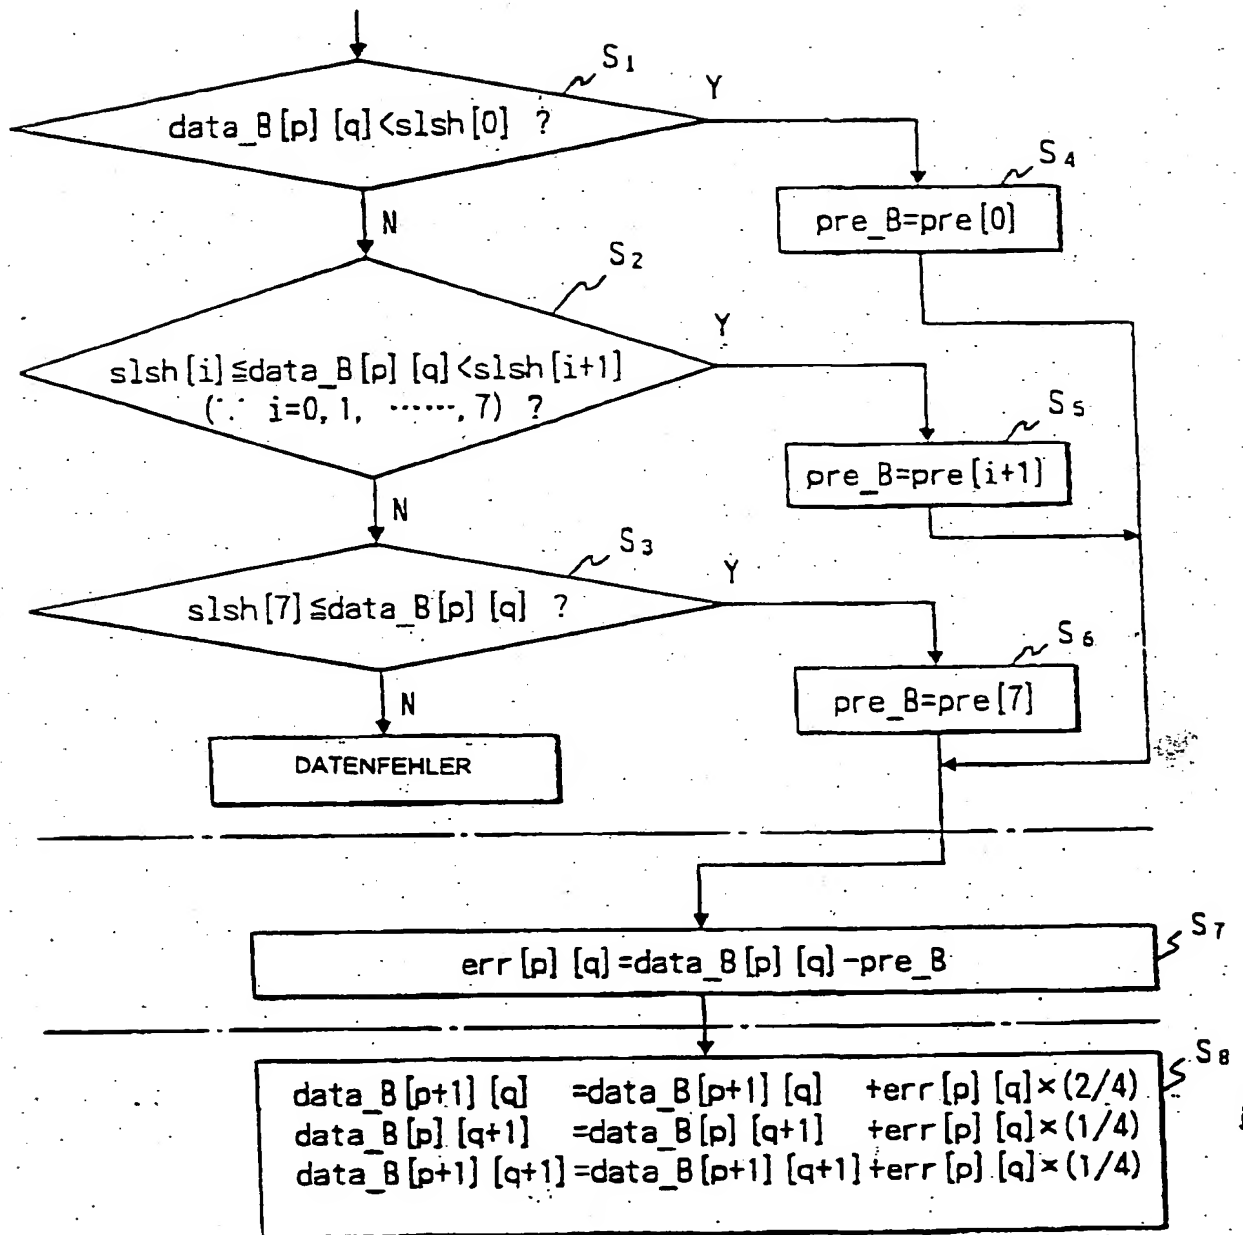 S1
data_B[p][q]<slsh[0] ?
Y
N
S4
pre_B=pre[0]
S2
slsh[i]≦data_B[p][q]<slsh[i+1]
(∵ i=0,1, ……,7) ?
Y
N
S5
pre_B=pre[i+1]
S3
slsh[7]≦data_B[p][q] ?
Y
N
S6
pre_B=pre[7]
DATENFEHLER
S7
err[p][q]=data_B[p][q]-pre_B
S8
data_B[p+1][q] =data_B[p+1][q] +err[p][q]×(2/4)
data_B[p][q+1] =data_B[p][q+1] +err[p][q]×(1/4)
data_B[p+1][q+1]=data_B[p+1][q+1]+err[p][q]×(1/4)